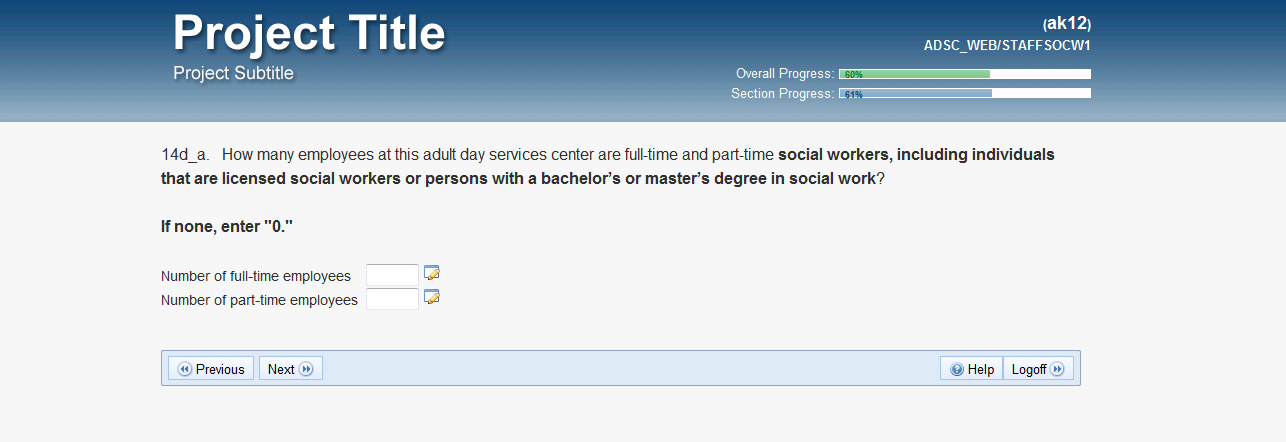 Project Title
Project Subtitle
(ak12)
ADSC_WEB/STAFFSOCW1
Overall Progress: 60%
Section Progress: 61%
14d_a. How many employees at this adult day services center are full-time and part-time social workers, including individuals
that are licensed social workers or persons with a bachelor’s or master’s degree in social work?
If none, enter "0."
Number of full-time employees
Number of part-time employees
Previous Next Help Logoff